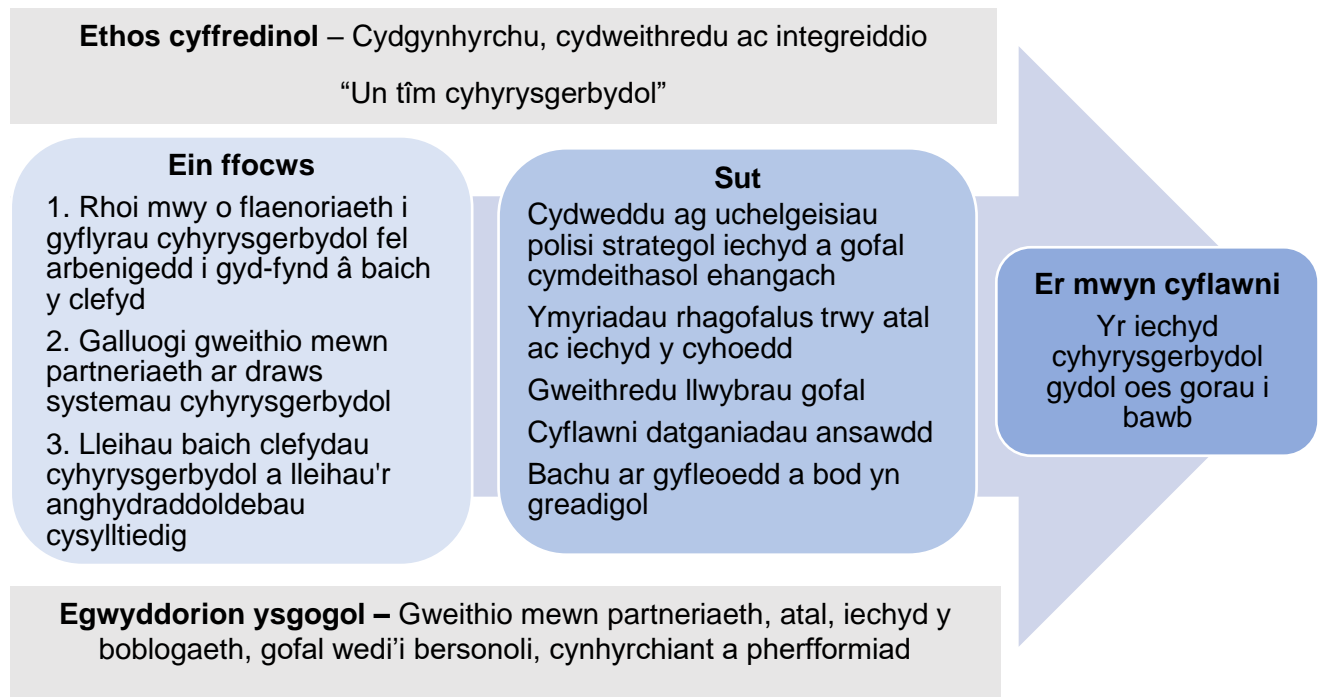 Ethos cyffredinol – Cydgynhyrchu, cydweithredu ac integreiddio
“Un tîm cyhyrysgerbydol”
Ein ffocws
1. Rhoi mwy o flaenoriaeth i
gyflyrau cyhyrysgerbydol fel
arbenigedd i gyd-fynd â baich
y clefyd
2. Galluogi gweithio mewn
partneriaeth ar draws
systemau cyhyrysgerbydol
3. Lleihau baich clefydau
cyhyrysgerbydol a lleihau'r
anghydraddoldebau
cysylltiedig
Sut
Cydweddu ag uchelgeisiau
polisi strategol iechyd a gofal
cymdeithasol ehangach
Ymyriadau rhagofalus trwy atal
ac iechyd y cyhoedd
Gweithredu llwybrau gofal
Cyflawni datganiadau ansawdd
Bachu ar gyfleoedd a bod yn
greadigol
Er mwyn cyflawni
Yr iechyd
cyhyrysgerbydol
gydol oes gorau i
bawb
Egwyddorion ysgogol – Gweithio mewn partneriaeth, atal, iechyd y
boblogaeth, gofal wedi’i bersonoli, cynhyrchiant a pherfformiad